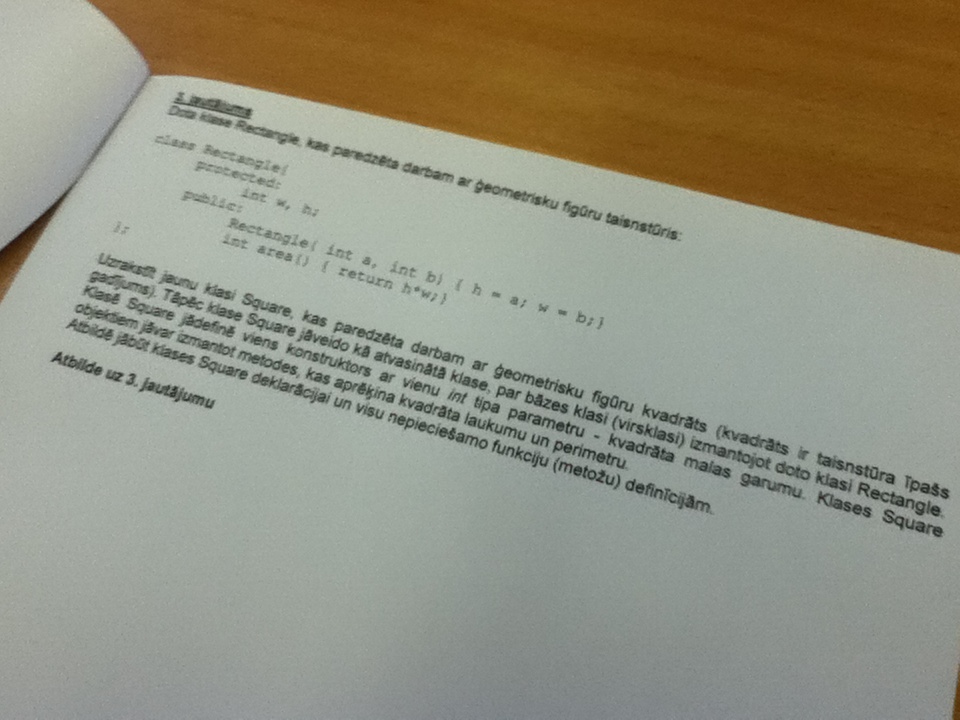 3. jautājums
Dota klase Rectangle, kas paredzēta darbam ar ģeometrisku figūru taisnstūris:
class Rectangle{
protected:
int w, h;
public:
Rectangle( int a, int b) { h = a; w = b;}
int area() { return h*w;}
};
Uzrakstīt jaunu klasi Square, kas paredzēta darbam ar ģeometrisku figūru kvadrāts (kvadrāts ir taisnstūra īpašs
gadījums). Tāpēc klase Square jāveido kā atvasinātā klase, par bāzes klasi (virsklasi) izmantojot doto klasi Rectangle.
Klasē Square jādefinē viens konstruktors ar vienu int tipa parametru - kvadrāta malas garumu. Klases Square
objektiem jāvar izmantot metodes, kas aprēķina kvadrāta laukumu un perimetru.
Atbildē jābūt klases Square deklarācijai un visu nepieciešamo funkciju (metožu) definīcijām.
Atbilde uz 3. jautājumu